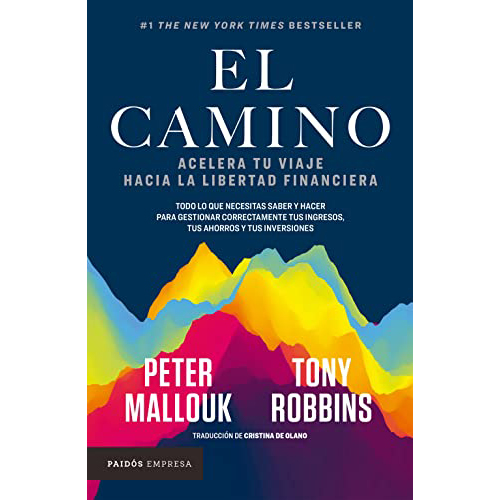 #1 THE NEW YORK TIMES BESTSELLER
EL
CAMINO
ACELERA TU VIAJE
HACIA LA LIBERTAD FINANCIERA
TODO LO QUE NECESITAS SABER Y HACER
PARA GESTIONAR CORRECTAMENTE TUS INGRESOS,
TUS AHORROS Y TUS INVERSIONES
PETER
MALLOUK
TONY
ROBBINS
TRADUCCIÓN DE CRISTINA DE OLANO
PAIDÓS EMPRESA